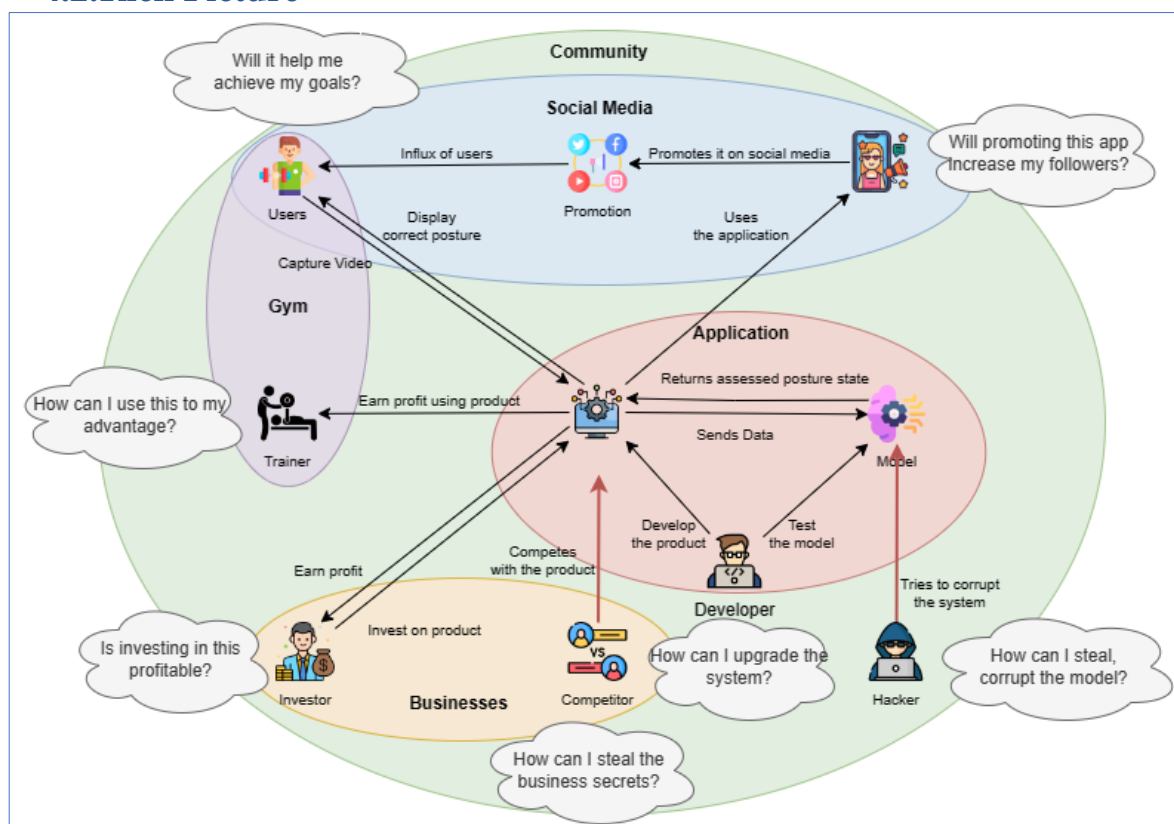 Community
Will it help me
achieve my goals?
Social Media
Will promoting this app
Increase my followers?
Influx of users
Promotes it on social media
Users
Promotion
Display
correct posture
Uses
the application
Capture Video
Gym
Application
Returns assessed posture state
How can I use this to my
advantage?
Earn profit using product
Sends Data
Trainer
Model
Develop
the product
Test
the model
Competes
with the product
Earn profit
Tries to corrupt
the system
Developer
Is investing in this
profitable?
Invest on product
VS
How can I upgrade the
system?
How can I steal,
corrupt the model?
Investor
Businesses
Competitor
Hacker
How can I steal the
business secrets?